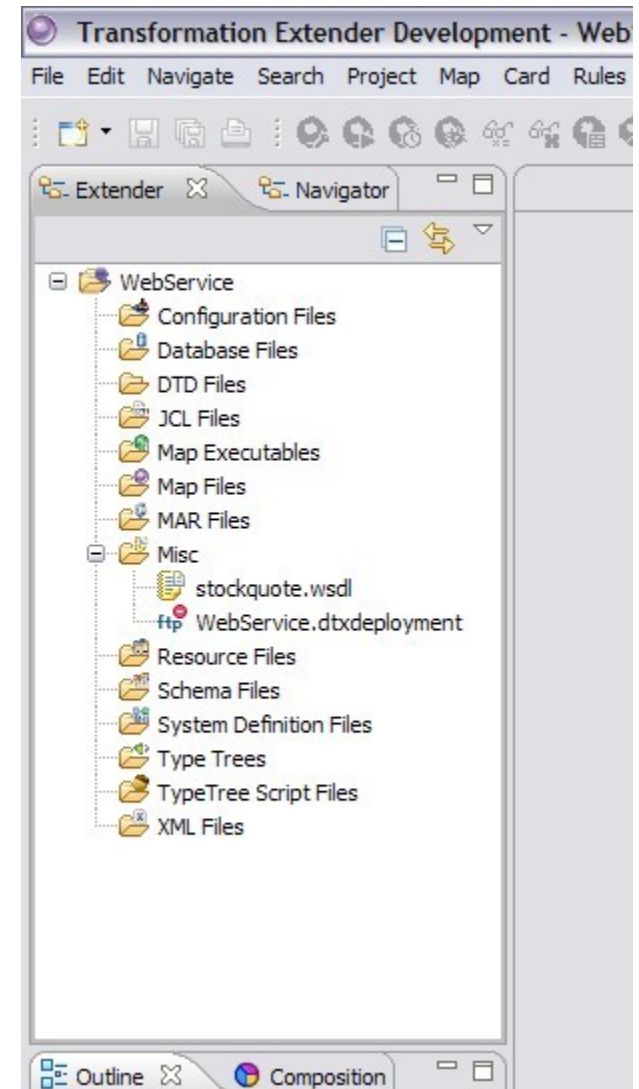 Transformation Extender Development - Web
File Edit Navigate Search Project Map Card Rules
Extender Navigator
WebService
Configuration Files
Database Files
DTD Files
JCL Files
Map Executables
Map Files
MAR Files
Misc
stockquote.wsdl
ftp WebService.dtxdeployment
Resource Files
Schema Files
System Definition Files
Type Trees
TypeTree Script Files
XML Files
Outline Composition